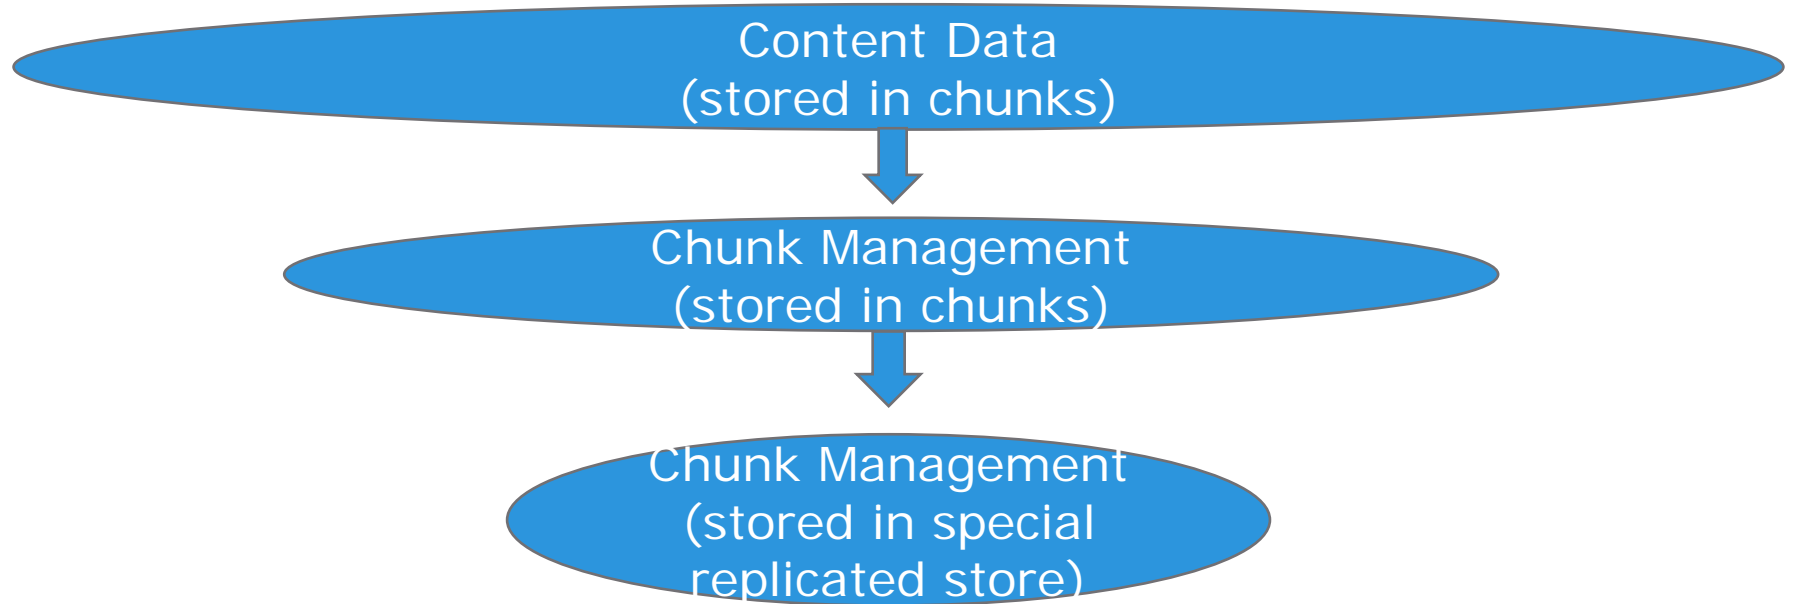 Content Data
(stored in chunks)
Chunk Management
(stored in chunks)
Chunk Management
(stored in special
replicated store)